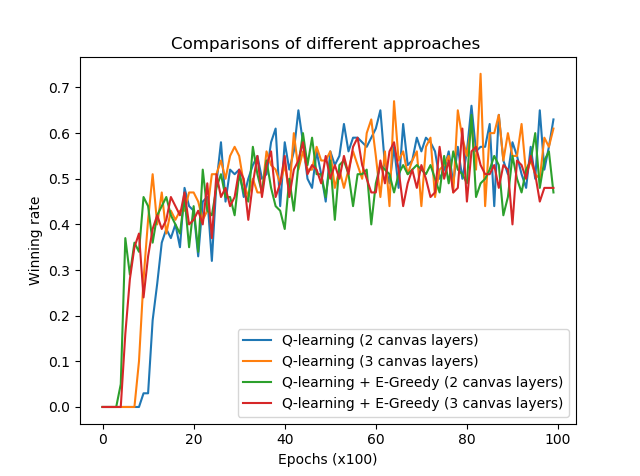 Comparisons of different approaches
Winning rate
0.7
0.6
0.5
0.4
0.3
0.2
0.1
0.0
Q-learning (2 canvas layers)
Q-learning (3 canvas layers)
Q-learning + E-Greedy (2 canvas layers)
Q-learning + E-Greedy (3 canvas layers)
0 20 40 60 80 100
Epochs (x100)